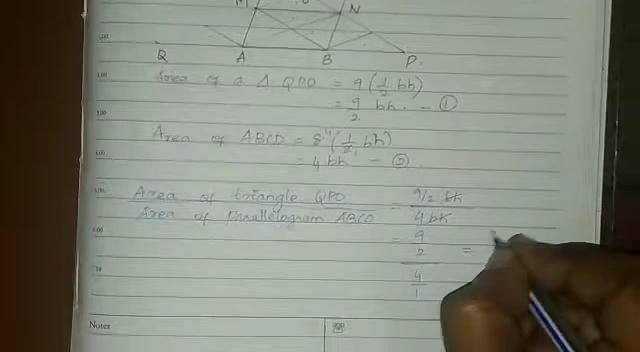 M N
Q A B P.
Area of a Δ QPO = 9 (1/2 bh)
= 9/2 bh. - ①
Area of ABCD = 8 4 (1/2 bh)
= 4 bh - ②.
Area of triangle QPO / Area of Parallelogram ABCD = 9/2 bh / 4 bh
= 9/2 / 4/1 =
Notes